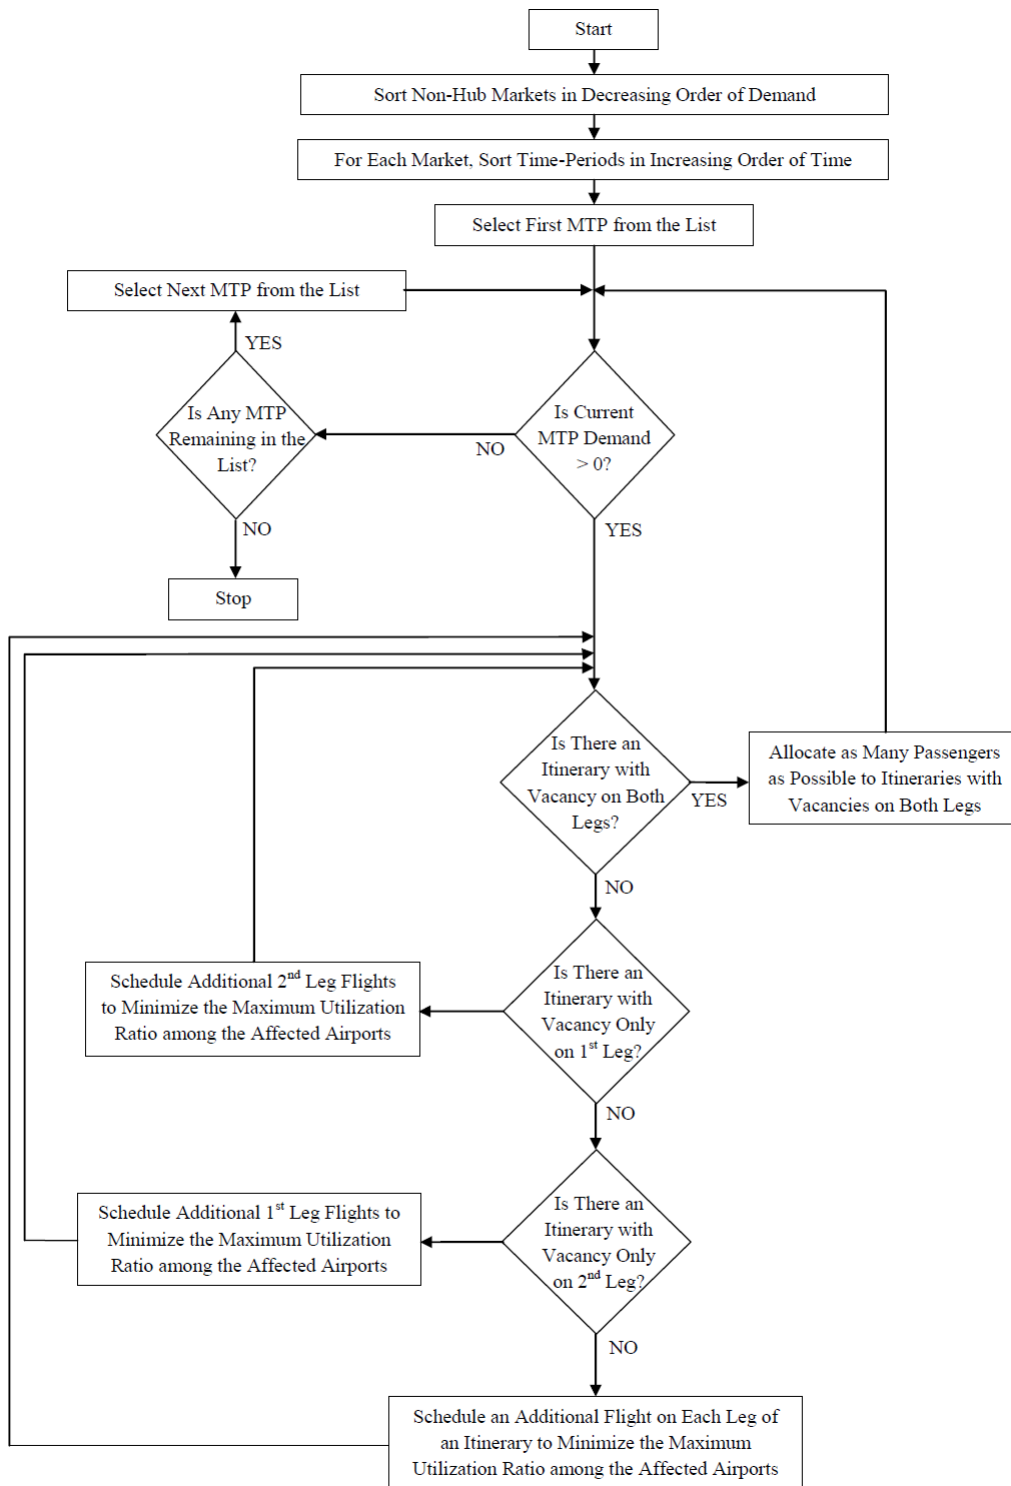 Start
Sort Non-Hub Markets in Decreasing Order of Demand
For Each Market, Sort Time-Periods in Increasing Order of Time
Select First MTP from the List
Select Next MTP from the List
YES
Is Any MTP
Remaining in the
List?
NO
Stop
Is Current
MTP Demand
> 0?
NO
YES
Is There an
Itinerary with
Vacancy on Both
Legs?
YES
Allocate as Many Passengers
as Possible to Itineraries with
Vacancies on Both Legs
NO
Is There an
Itinerary with
Vacancy Only
on 1st Leg?
Schedule Additional 2nd Leg Flights
to Minimize the Maximum Utilization
Ratio among the Affected Airports
NO
Is There an
Itinerary with
Vacancy Only
on 2nd Leg?
Schedule Additional 1st Leg Flights to
Minimize the Maximum Utilization
Ratio among the Affected Airports
NO
Schedule an Additional Flight on Each Leg of
an Itinerary to Minimize the Maximum
Utilization Ratio among the Affected Airports